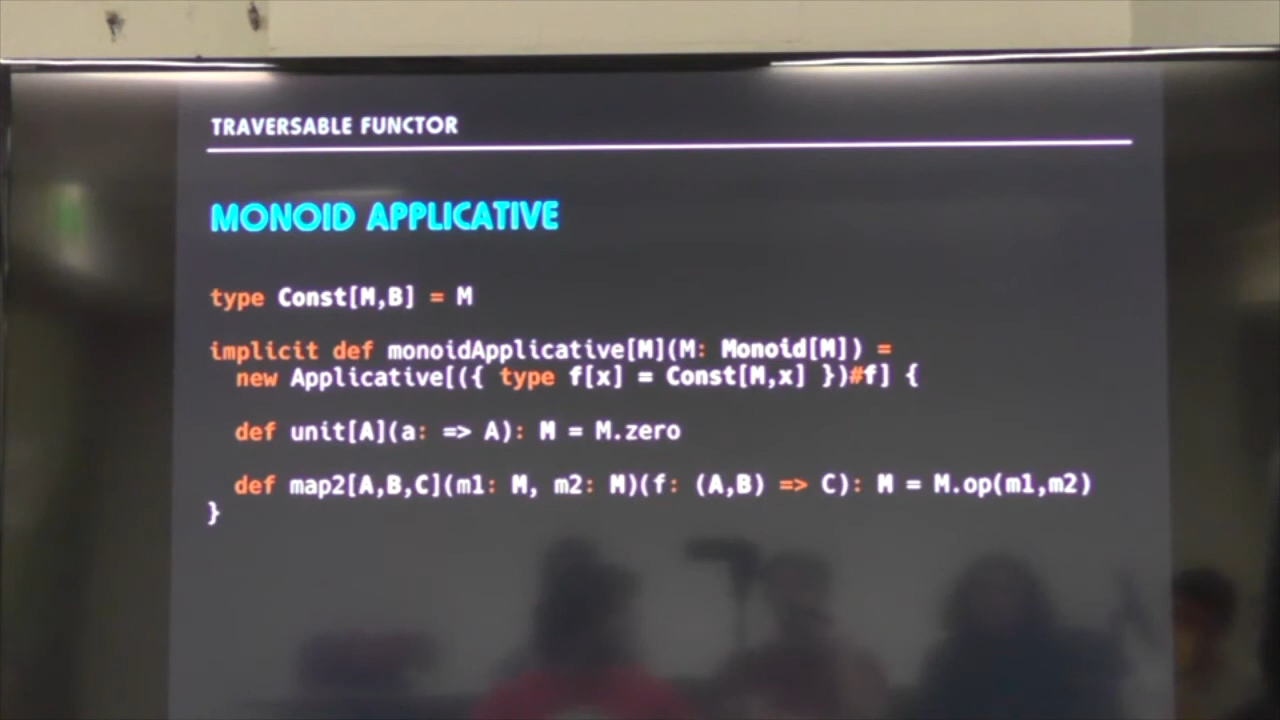 TRAVERSABLE FUNCTOR
MONOID APPLICATIVE
type Const[M,B] = M
implicit def monoidApplicative[M](M: Monoid[M]) =
new Applicative[({ type f[x] = Const[M,x] })#f] {
def unit[A](a: => A): M = M.zero
def map2[A,B,C](m1: M, m2: M)(f: (A,B) => C): M = M.op(m1,m2)
}